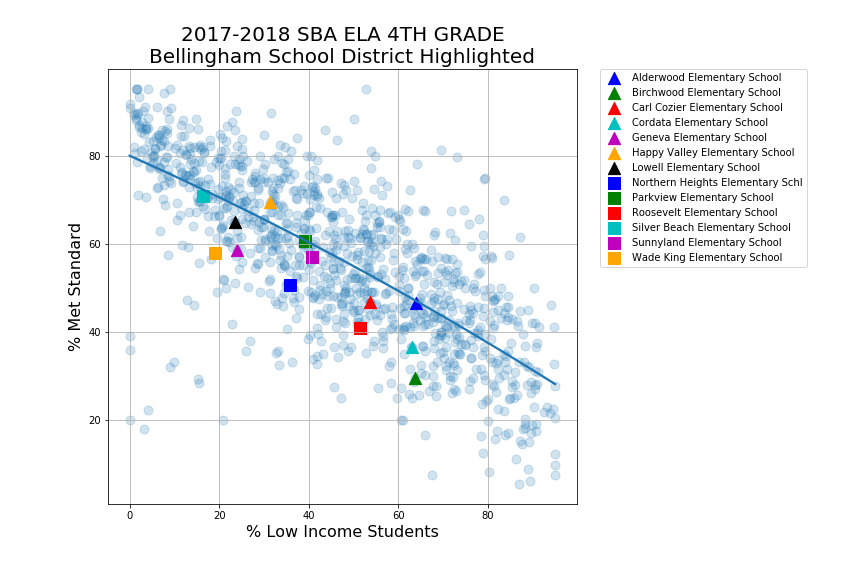 2017-2018 SBA ELA 4TH GRADE
Bellingham School District Highlighted
% Met Standard
80
60
40
20
0
20
40
60
80
% Low Income Students
Alderwood Elementary School
Birchwood Elementary School
Carl Cozier Elementary School
Cordata Elementary School
Geneva Elementary School
Happy Valley Elementary School
Lowell Elementary School
Northern Heights Elementary Schl
Parkview Elementary School
Roosevelt Elementary School
Silver Beach Elementary School
Sunnyland Elementary School
Wade King Elementary School